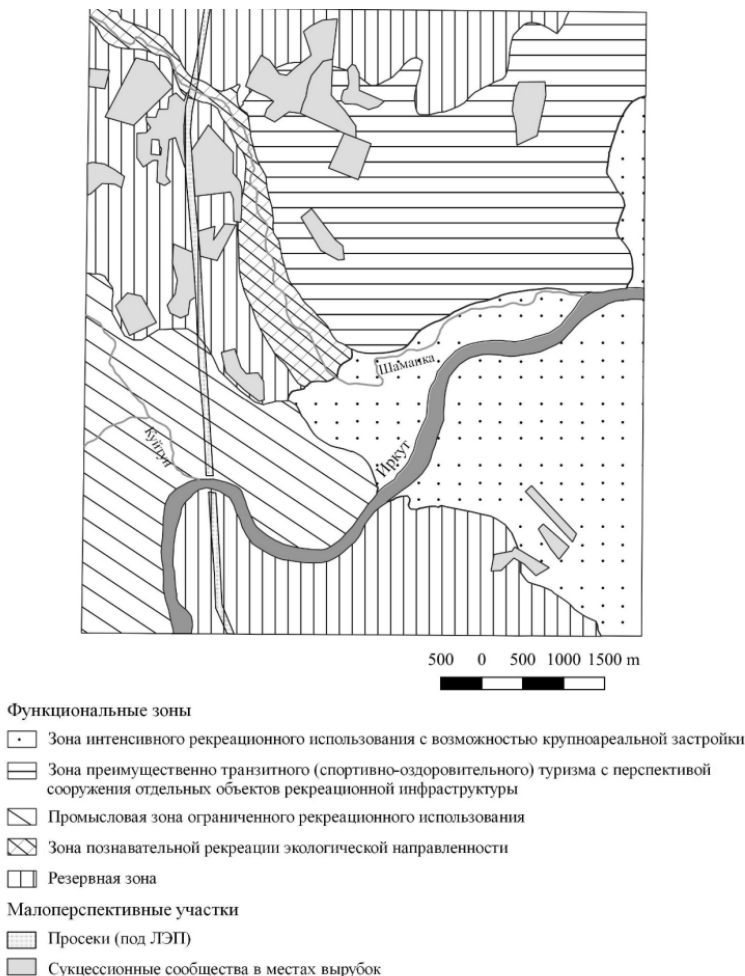 Шаманка
Куйтун
Иркут
500 0 500 1000 1500 m
Функциональные зоны
Зона интенсивного рекреационного использования с возможностью крупноареальной застройки
Зона преимущественно транзитного (спортивно-оздоровительного) туризма с перспективой
сооружения отдельных объектов рекреационной инфраструктуры
Промысловая зона ограниченного рекреационного использования
Зона познавательной рекреации экологической направленности
Резервная зона
Малоперспективные участки
Просеки (под ЛЭП)
Сукцессионные сообщества в местах вырубок